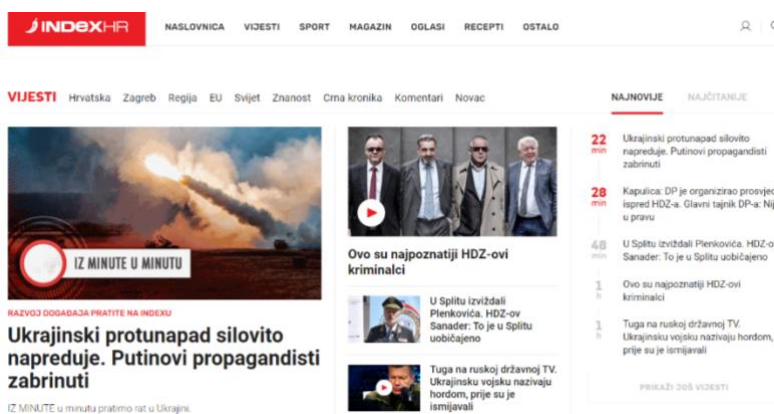 INDEXHR
NASLOVNICA VIJESTI SPORT MAGAZIN OGLASI RECEPTI OSTALO
VIJESTI Hrvatska Zagreb Regija EU Svijet Znanost Crna kronika Komentari Novac
IZ MINUTE U MINUTU
RAZVOJ DOGAĐAJA PRATITE NA INDEXU
Ukrajinski protunapad silovito
napreduje. Putinovi propagandisti
zabrinuti
IZ MINUTE u minutu pratimo rat u Ukrajini.
Ovo su najpoznatiji HDZ-ovi
kriminalci
U Splitu izviždali
Plenkovića. HDZ-ov
Sanader: To je u Splitu
uobičajeno
Tuga na ruskoj državnoj TV.
Ukrajinsku vojsku nazivaju
hordom, prije su je
ismijavali
NAJNOVIJE NAJČITANIJE
22
min
Ukrajinski protunapad silovito
napreduje. Putinovi propagandisti
zabrinuti
28
min
Kapulica: DP je organizirao prosvjed
ispred HDZ-a. Glavni tajnik DP-a: Nij
u pravu
48
min
U Splitu izviždali Plenkovića. HDZ-o
Sanader: To je u Splitu uobičajeno
1
h
Ovo su najpoznatiji HDZ-ovi
kriminalci
1
h
Tuga na ruskoj državnoj TV.
Ukrajinsku vojsku nazivaju hordom,
prije su je ismijavali
PRIKAŽI JOŠ VIJESTI